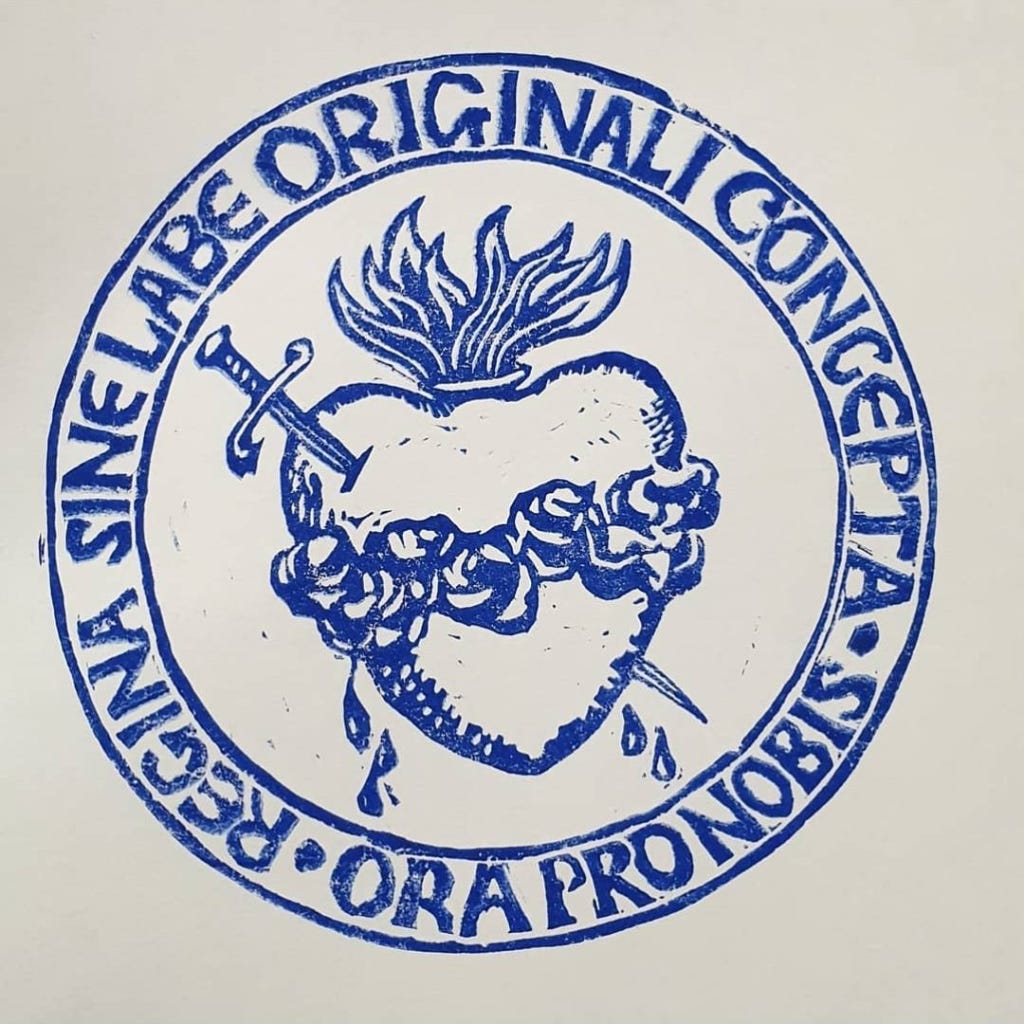 REGINA SINE LABE ORIGINALI CONCEPTA •
ORA PRO NOBIS •